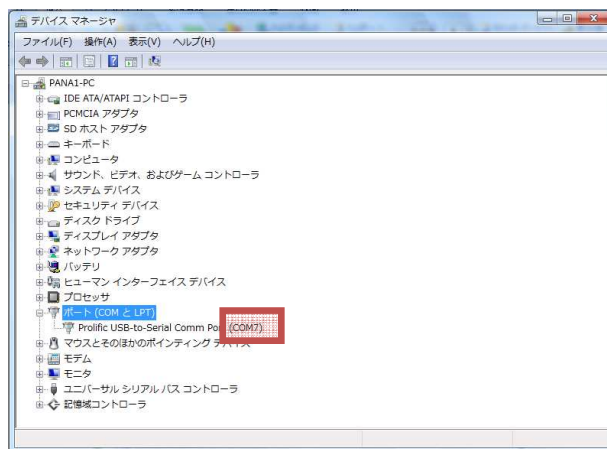 デバイス マネージャ
ファイル(F) 操作(A) 表示(V) ヘルプ(H)
PANA1-PC
IDE ATA/ATAPI コントローラ
PCMCIA アダプタ
SD ホスト アダプタ
キーボード
コンピュータ
サウンド、ビデオ、およびゲーム コントローラ
システム デバイス
セキュリティ デバイス
ディスク ドライブ
ディスプレイ アダプタ
ネットワーク アダプタ
バッテリ
ヒューマン インターフェイス デバイス
プロセッサ
ポート (COM と LPT)
Prolific USB-to-Serial Comm Po (COM7)
マウスとそのほかのポインティング デバイス
モデム
モニタ
ユニバーサル シリアル バス コントローラ
記憶域コントローラ